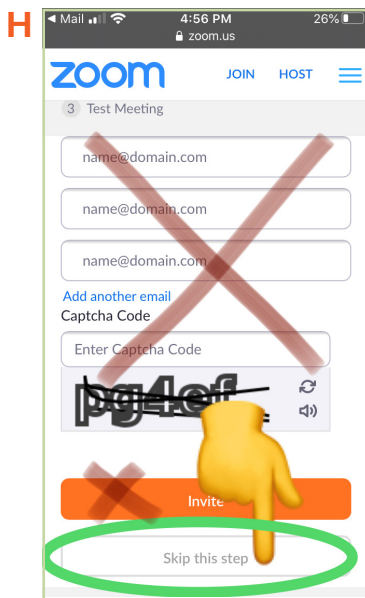 H
Mail 4:56 PM 26%
zoom.us
zoom JOIN HOST
3 Test Meeting
name@domain.com
name@domain.com
name@domain.com
Add another email
Captcha Code
Enter Captcha Code
pg4ef
Invite
Skip this step